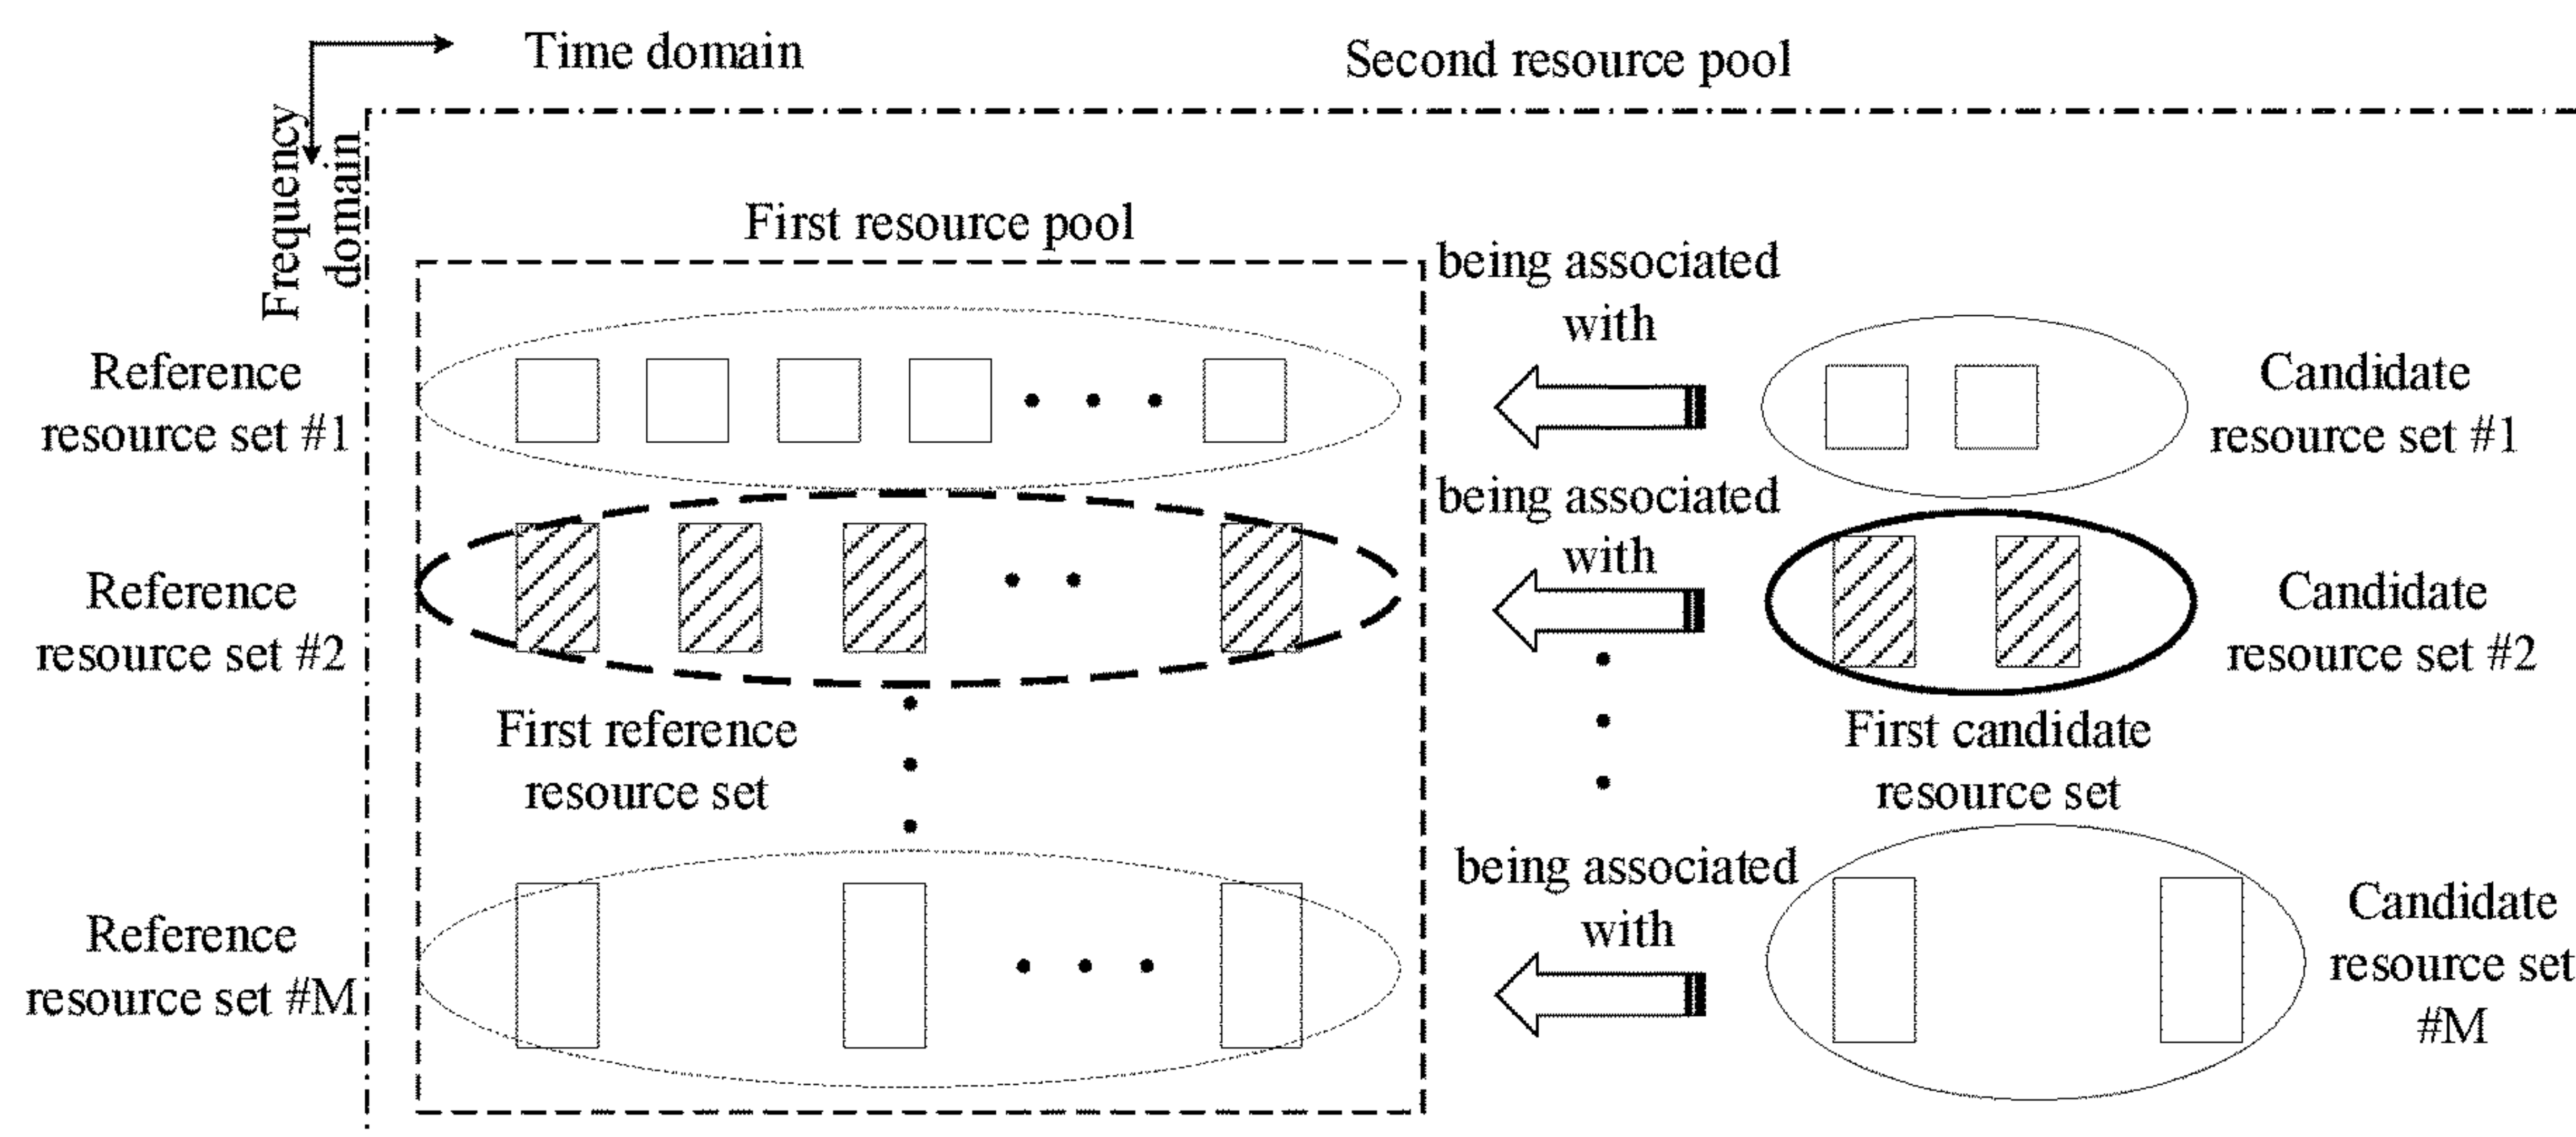 Time domain
Second resource pool
Frequency
domain
First resource pool
being associated
with
Reference
resource set #1
Candidate
resource set #1
being associated
with
Reference
resource set #2
Candidate
resource set #2
First reference
resource set
First candidate
resource set
being associated
with
Reference
resource set #M
Candidate
resource set
#M